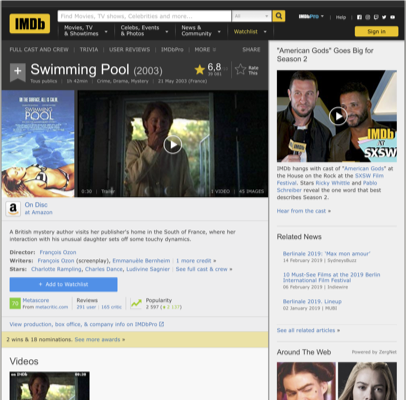 IMDb
Find Movies, TV shows, Celebrities and more...
All
Movies, TV
& Showtimes
Celebs, Events
& Photos
News &
Community
Watchlist
IMDbPro
Help
Sign in
FULL CAST AND CREW | TRIVIA | USER REVIEWS | IMDbPro | MORE
SHARE
Swimming Pool (2003)
6,8
Rate
This
Tous publics | 1h 42min | Crime, Drama, Mystery | 21 May 2003 (France)
SWIMMING
POOL
0:30 | Trailer
1 VIDEO | 45 IMAGES
On Disc
at Amazon
A British mystery author visits her publisher's home in the South of France, where her
interaction with his unusual daughter sets off some touchy dynamics.
Director: François Ozon
Writers: François Ozon (screenplay), Emmanuèle Bernheim | 1 more credit »
Stars: Charlotte Rampling, Charles Dance, Ludivine Sagnier | See full cast & crew »
+ Add to Watchlist
70
Metascore
From metacritic.com
Reviews
291 user | 165 critic
Popularity
View production, box office, & company info on IMDbPro
2 wins & 18 nominations. See more awards »
Videos
"American Gods" Goes Big for
Season 2
IMDb
at
SXSW
IMDb hangs with cast of "American Gods" at
the House on the Rock at the SXSW Film
Festival. Stars Ricky Whittle and Pablo
Schreiber reveal the one word that best
describes Season 2.
Hear from the cast »
Related News
Berlinale 2019: 'Max mon amour'
14 February 2019 | SydneysBuzz
10 Must-See Films at the 2019 Berlin
International Film Festival
06 February 2019 | Indiewire
Berlinale 2019. Lineup
02 January 2019 | MUBI
See all related articles »
Around The Web
Powered by ZergNet